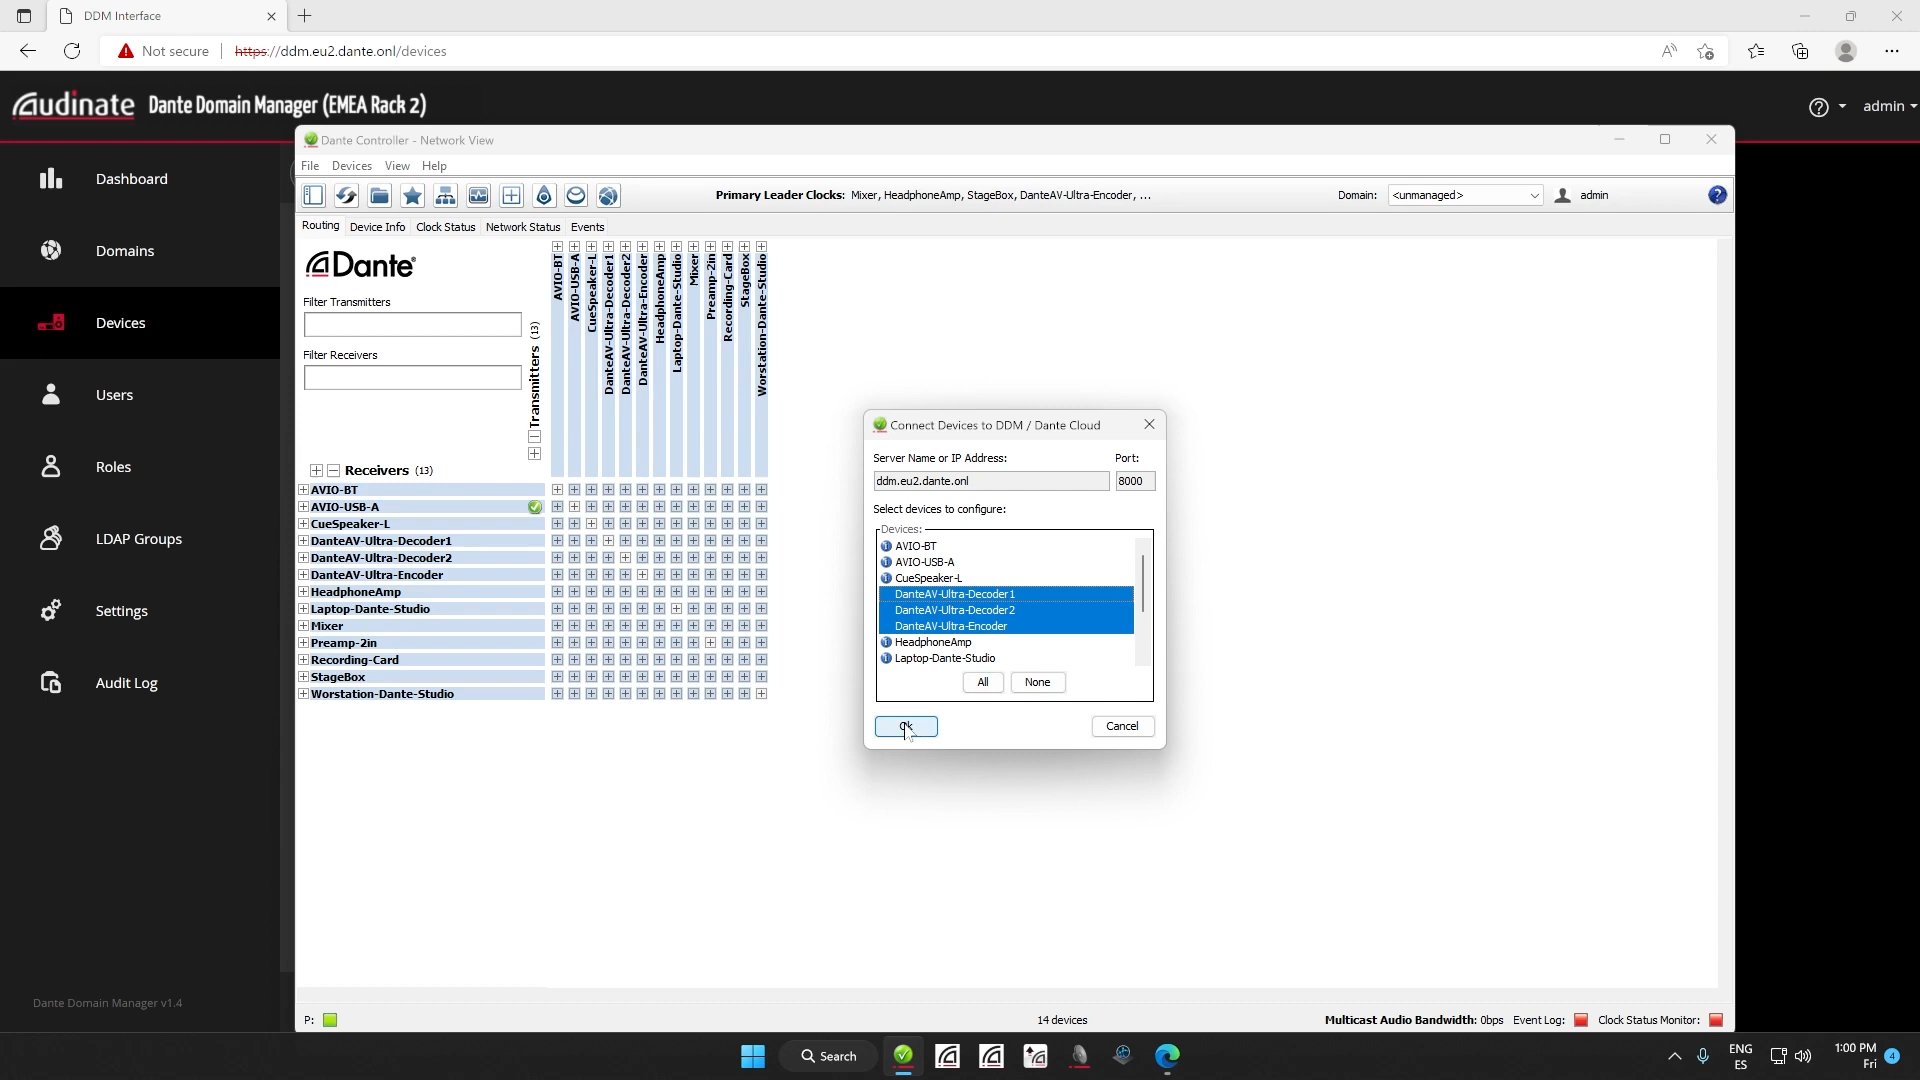 DDM Interface
Not secure https://ddm.eu2.dante.onl/devices
Audinate Dante Domain Manager (EMEA Rack 2)
admin
Dante Controller - Network View
File Devices View Help
Primary Leader Clocks: Mixer, HeadphoneAmp, StageBox, DanteAV-Ultra-Encoder, ...
Domain: <unmanaged> admin
Routing Device Info Clock Status Network Status Events
Dashboard
Domains
Devices
Users
Roles
LDAP Groups
Settings
Audit Log
Dante Domain Manager v1.4
Dante
Filter Transmitters
Filter Receivers
Transmitters (13)
AVIO-BT
AVIO-USB-A
CueSpeaker-L
DanteAV-Ultra-Decoder1
DanteAV-Ultra-Decoder2
DanteAV-Ultra-Encoder
HeadphoneAmp
Laptop-Dante-Studio
Mixer
Preamp-2in
Recording-Card
StageBox
Worstation-Dante-Studio
Receivers (13)
AVIO-BT
AVIO-USB-A
CueSpeaker-L
DanteAV-Ultra-Decoder1
DanteAV-Ultra-Decoder2
DanteAV-Ultra-Encoder
HeadphoneAmp
Laptop-Dante-Studio
Mixer
Preamp-2in
Recording-Card
StageBox
Worstation-Dante-Studio
Connect Devices to DDM / Dante Cloud
Server Name or IP Address: Port:
ddm.eu2.dante.onl 8000
Select devices to configure:
Devices:
AVIO-BT
AVIO-USB-A
CueSpeaker-L
DanteAV-Ultra-Decoder1
DanteAV-Ultra-Decoder2
DanteAV-Ultra-Encoder
HeadphoneAmp
Laptop-Dante-Studio
All None
Ok Cancel
P: 14 devices Multicast Audio Bandwidth: 0bps Event Log: Clock Status Monitor:
Search
ENG
ES
1:00 PM
Fri
4